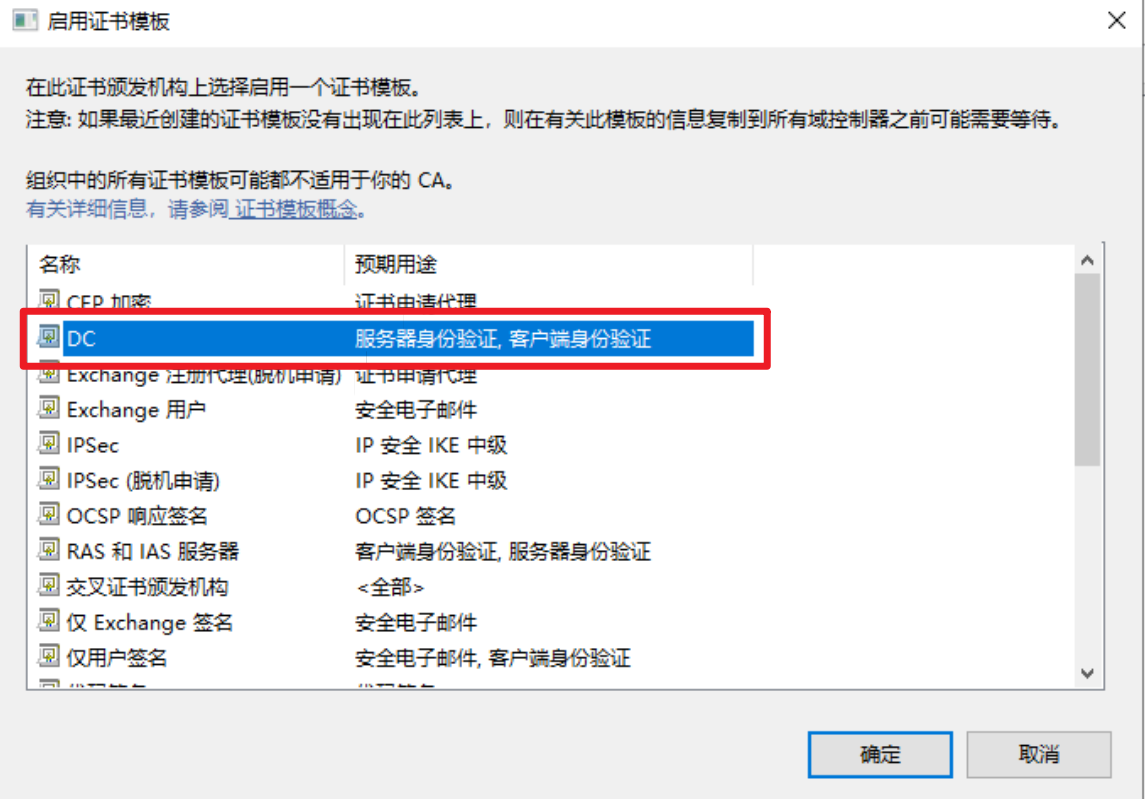 启用证书模板
在此证书颁发机构上选择启用一个证书模板。
注意: 如果最近创建的证书模板没有出现在此列表上，则在有关此模板的信息复制到所有域控制器之前可能需要等待。
组织中的所有证书模板可能都不适用于你的 CA。
有关详细信息，请参阅 证书模板概念。
名称 预期用途
CEP 加密 证书申请代理
DC 服务器身份验证, 客户端身份验证
Exchange 注册代理(脱机申请) 证书申请代理
Exchange 用户 安全电子邮件
IPSec IP 安全 IKE 中级
IPSec (脱机申请) IP 安全 IKE 中级
OCSP 响应签名 OCSP 签名
RAS 和 IAS 服务器 客户端身份验证, 服务器身份验证
交叉证书颁发机构 <全部>
仅 Exchange 签名 安全电子邮件
仅用户签名 安全电子邮件, 客户端身份验证
确定 取消